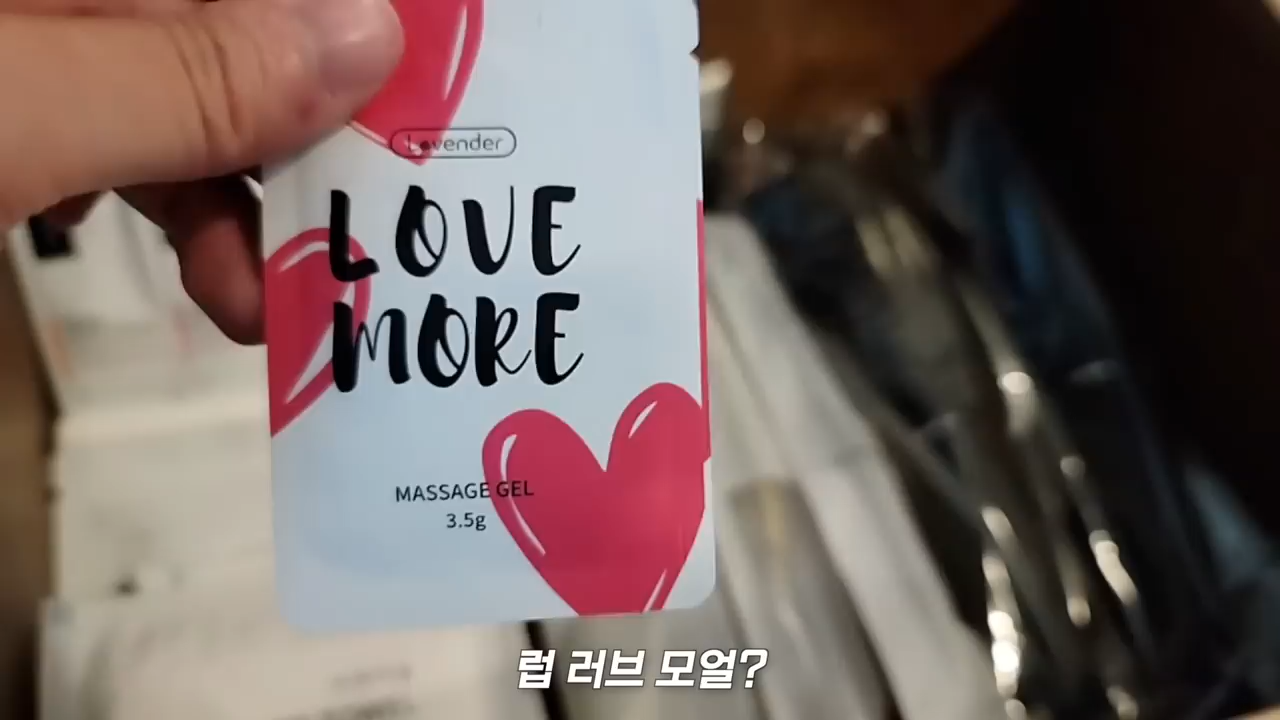 Lavender
LOVE
MORE
MASSAGE GEL
3.5g
럽 러브 모얼?